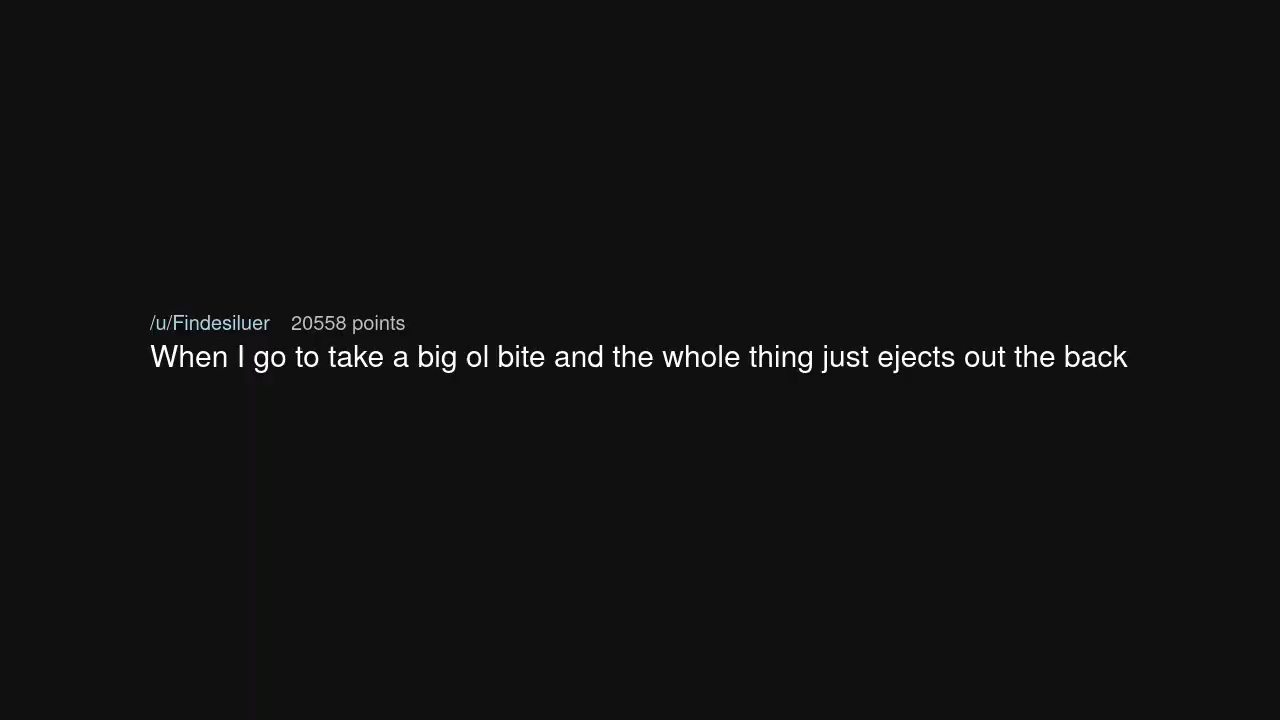 /u/Findesiluer 20558 points
When I go to take a big ol bite and the whole thing just ejects out the back